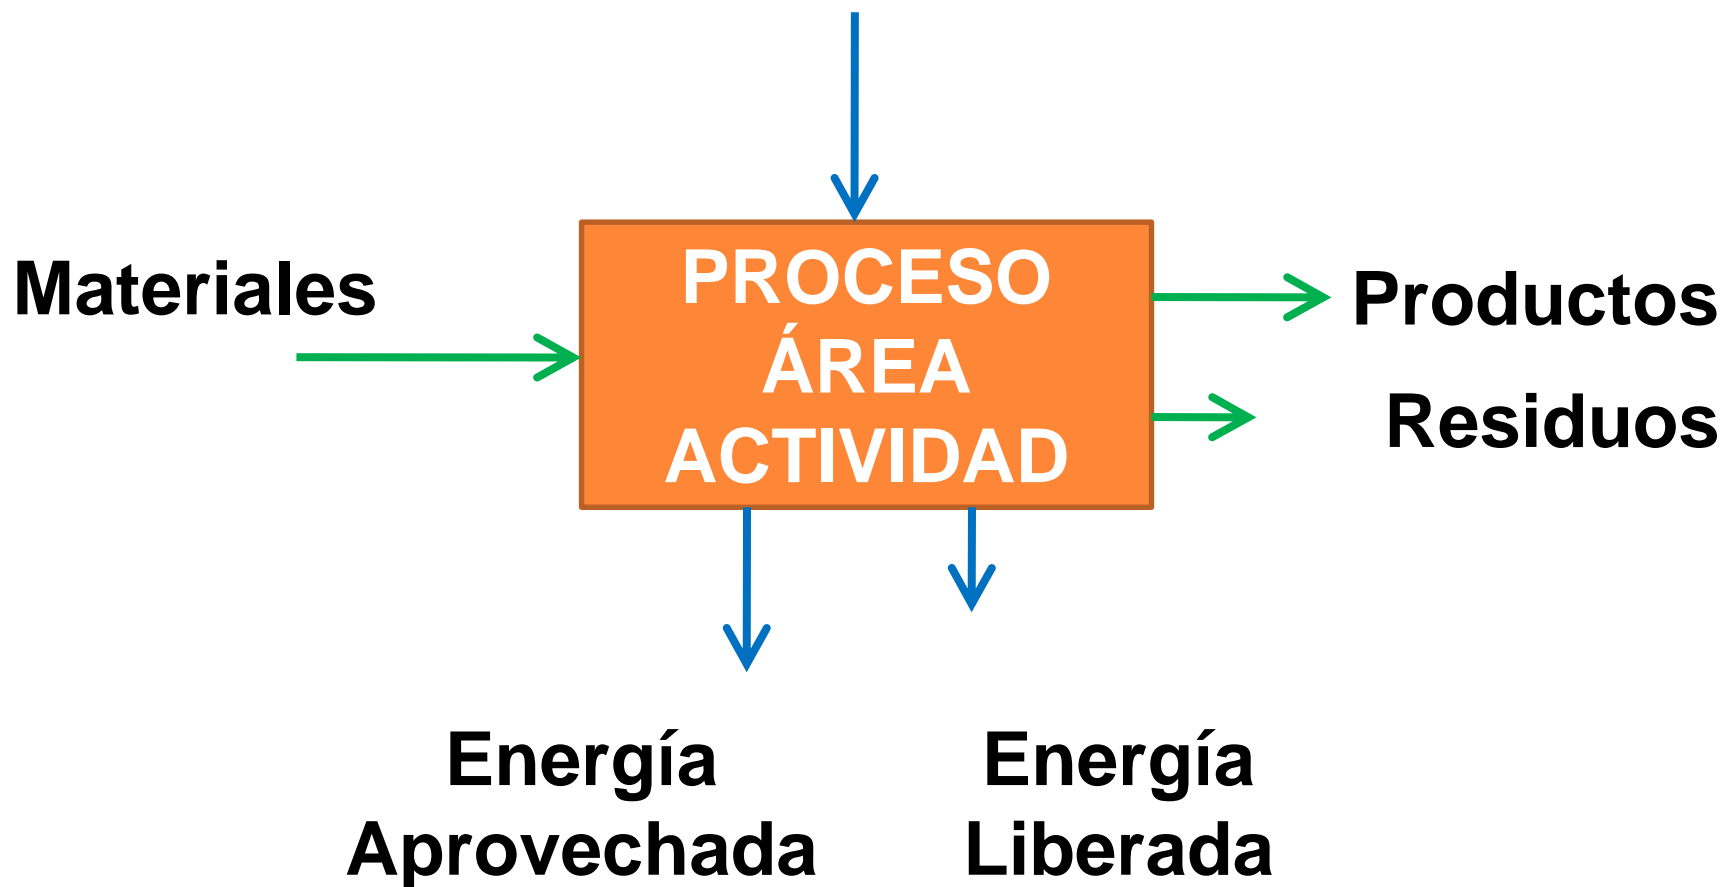 Materiales
PROCESO
ÁREA
ACTIVIDAD
Productos
Residuos
Energía
Aprovechada
Energía
Liberada